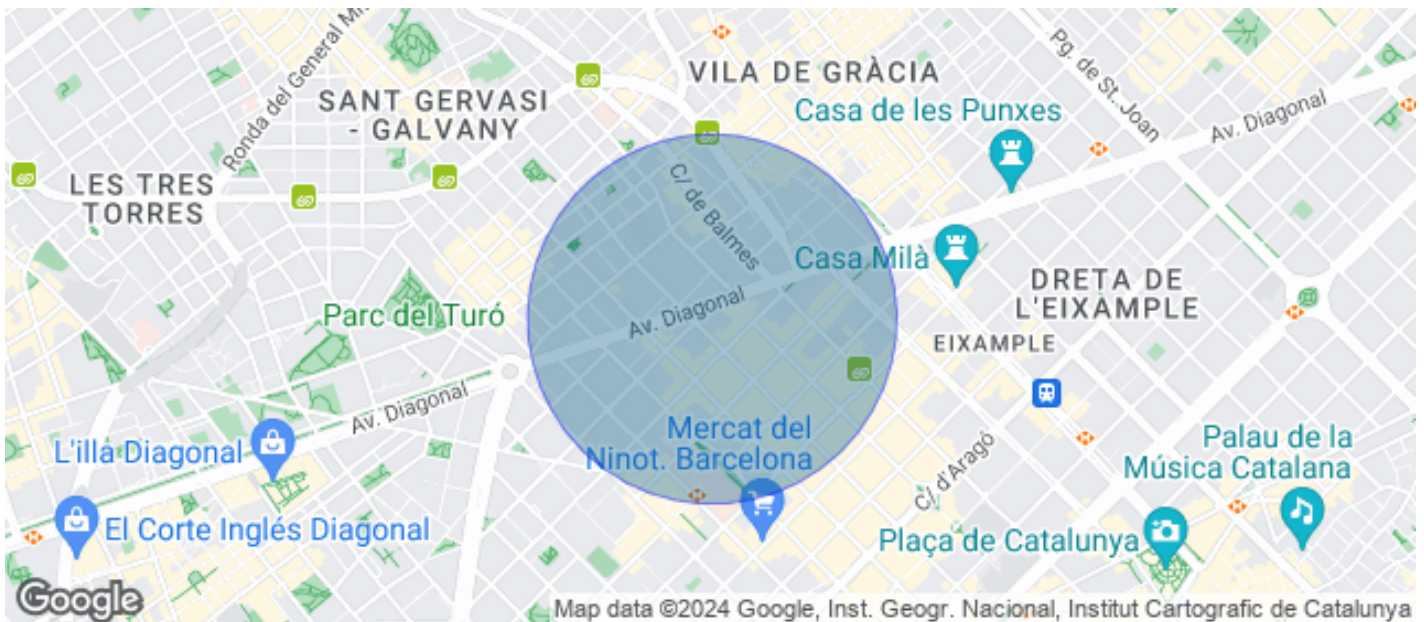 Ronda del General Mi
VILA DE GRÀCIA
Pg. de St. Joan
SANT GERVASI
- GALVANY
Casa de les Punxes
Av. Diagonal
LES TRES
TORRES
C/ de Balmes
Casa Milà
DRETA DE
L'EIXAMPLE
Parc del Turó
Av. Diagonal
EIXAMPLE
Av. Diagonal
Mercat del
Ninot. Barcelona
L'illa Diagonal
C/ d'Aragó
Palau de la
Música Catalana
El Corte Inglés Diagonal
Plaça de Catalunya
Google
Map data ©2024 Google, Inst. Geogr. Nacional, Institut Cartografic de Catalunya